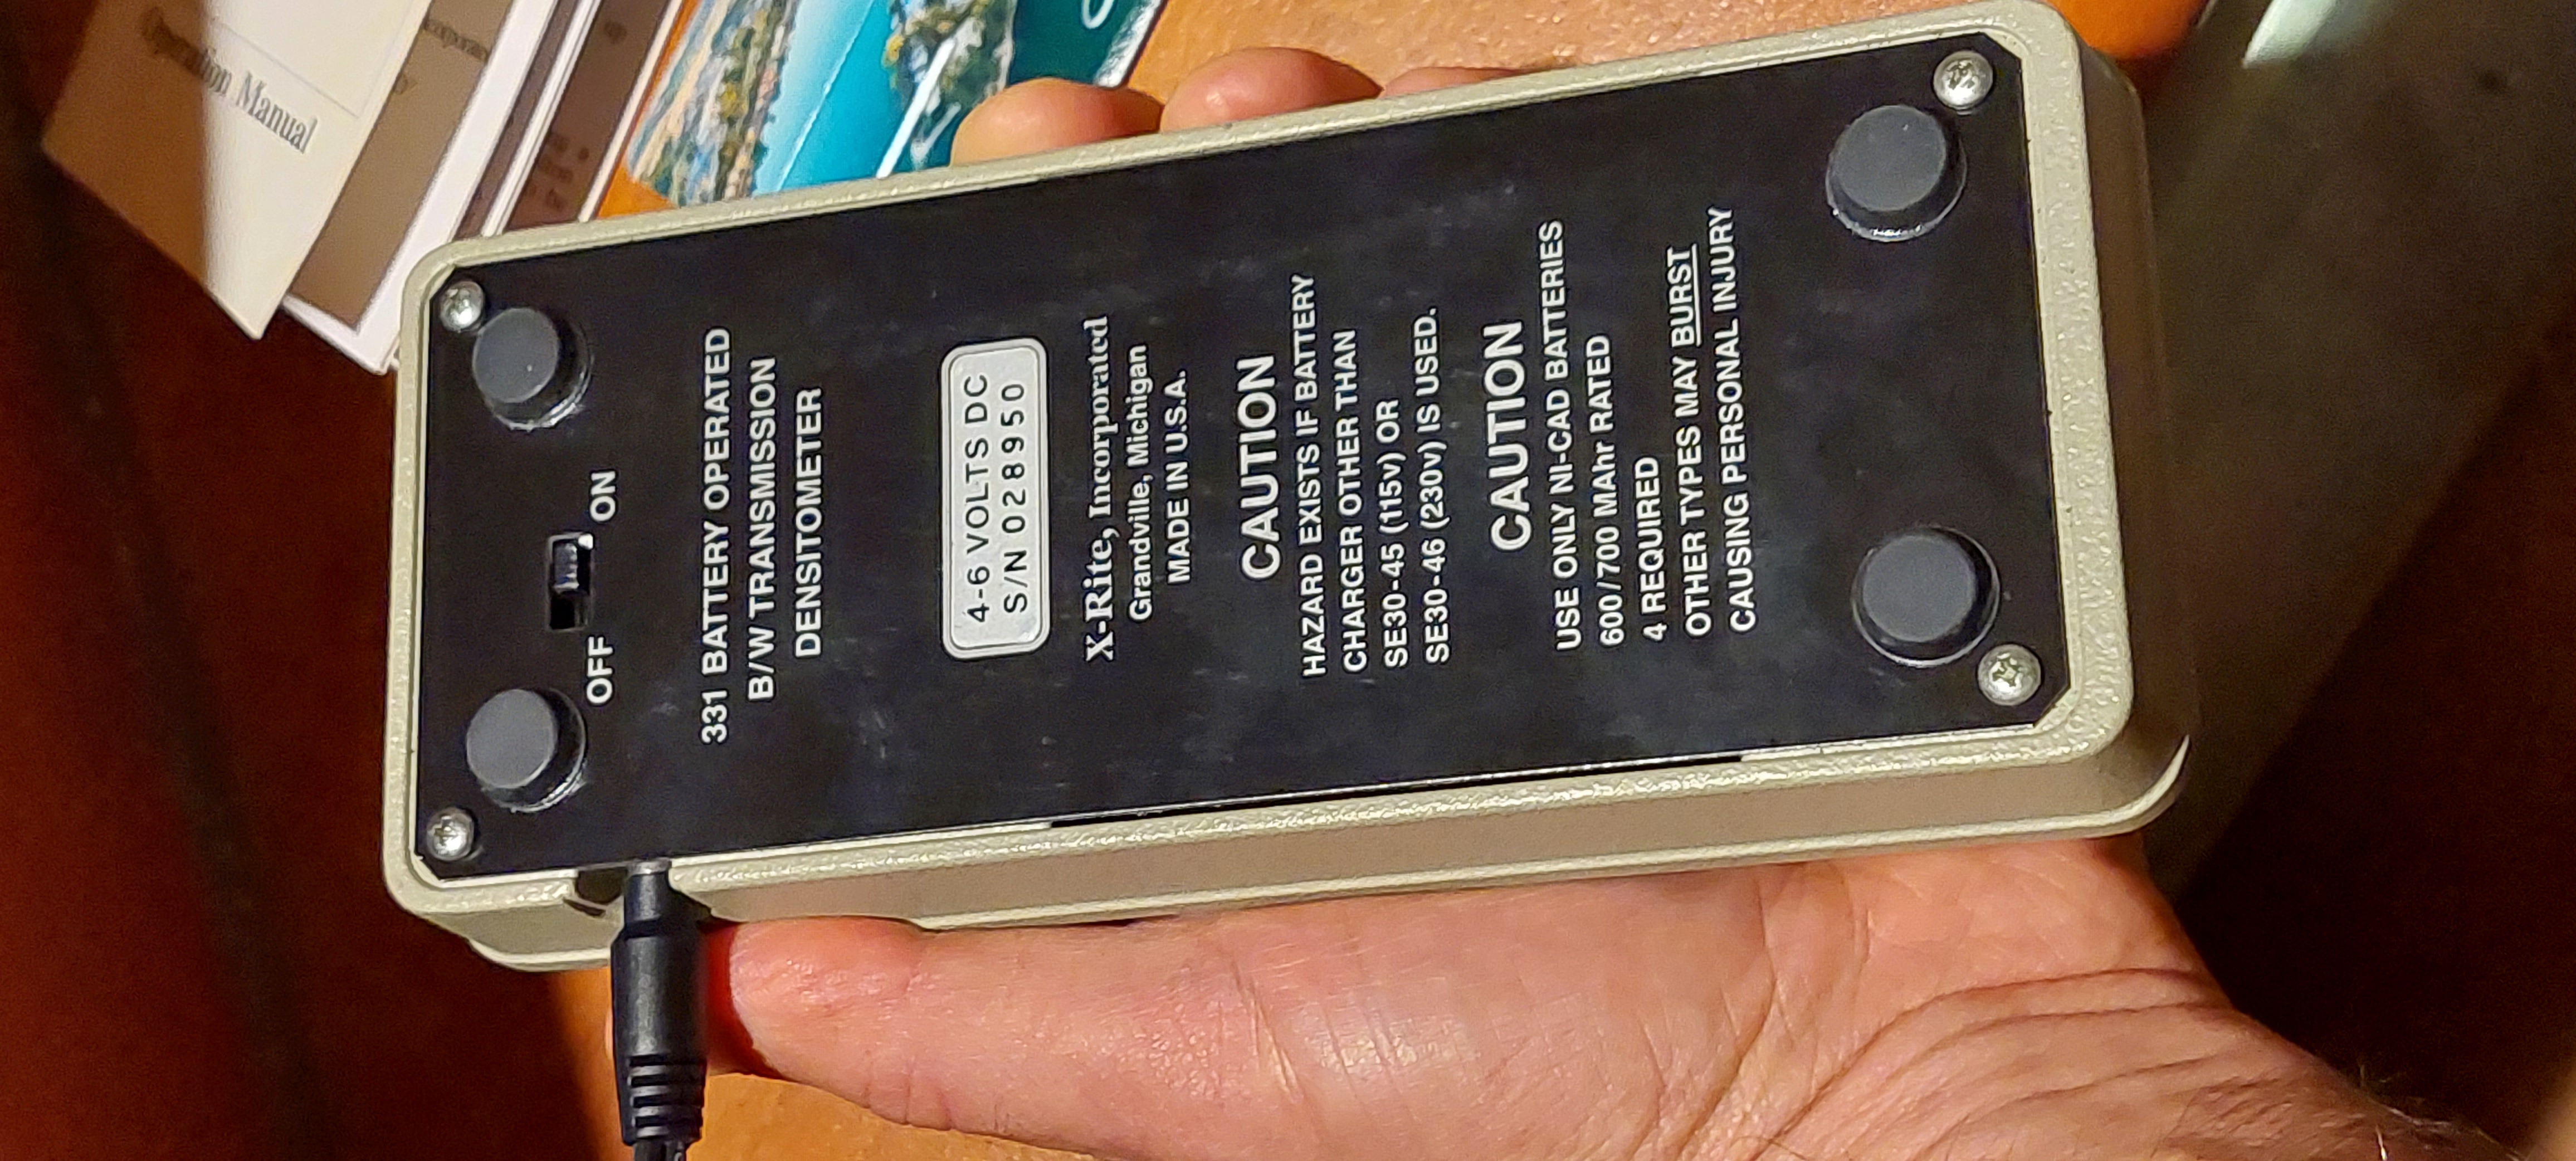 Operation Manual
OFF
ON
331 BATTERY OPERATED
B/W TRANSMISSION
DENSITOMETER
4-6 VOLTS DC
S/N 028950
X-Rite, Incorporated
Grandville, Michigan
MADE IN U.S.A.
CAUTION
HAZARD EXISTS IF BATTERY
CHARGER OTHER THAN
SE30-45 (115v) OR
SE30-46 (230v) IS USED.
CAUTION
USE ONLY NI-CAD BATTERIES
600/700 MAhr RATED
4 REQUIRED
OTHER TYPES MAY BURST
CAUSING PERSONAL INJURY